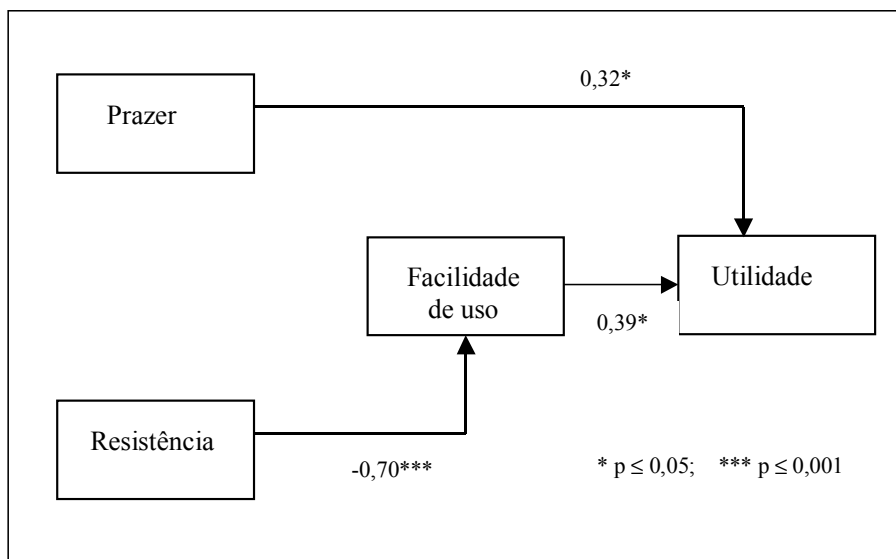 0,32*
Prazer
Facilidade
de uso
Utilidade
0,39*
Resistência
-0,70***
* p ≤ 0,05; *** p ≤ 0,001